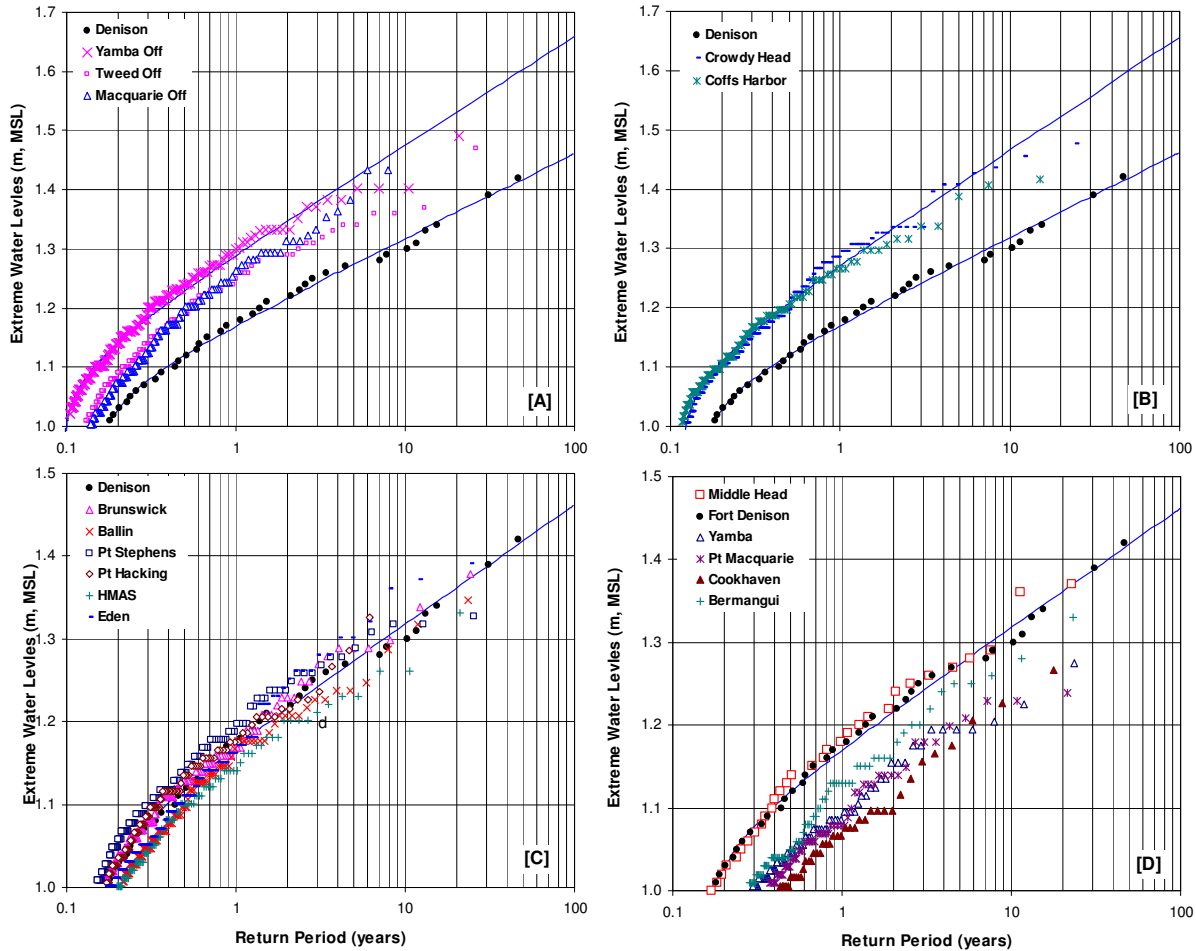 1.7
1.6
1.5
1.4
1.3
1.2
1.1
1.0
Extreme Water Levles (m, MSL)
Denison
Yamba Off
Tweed Off
Macquarie Off
[A]
0.1 1 10 100
1.7
1.6
1.5
1.4
1.3
1.2
1.1
1.0
Extreme Water Levles (m, MSL)
Denison
Crowdy Head
Coffs Harbor
[B]
0.1 1 10 100
1.5
1.4
1.3
1.2
1.1
1.0
Extreme Water Levles (m, MSL)
Denison
Brunswick
Ballin
Pt Stephens
Pt Hacking
HMAS
Eden
d
[C]
0.1 1 10 100
Return Period (years)
1.5
1.4
1.3
1.2
1.1
1.0
Extreme Water Levles (m, MSL)
Middle Head
Fort Denison
Yamba
Pt Macquarie
Cookhaven
Bermangui
[D]
0.1 1 10 100
Return Period (years)